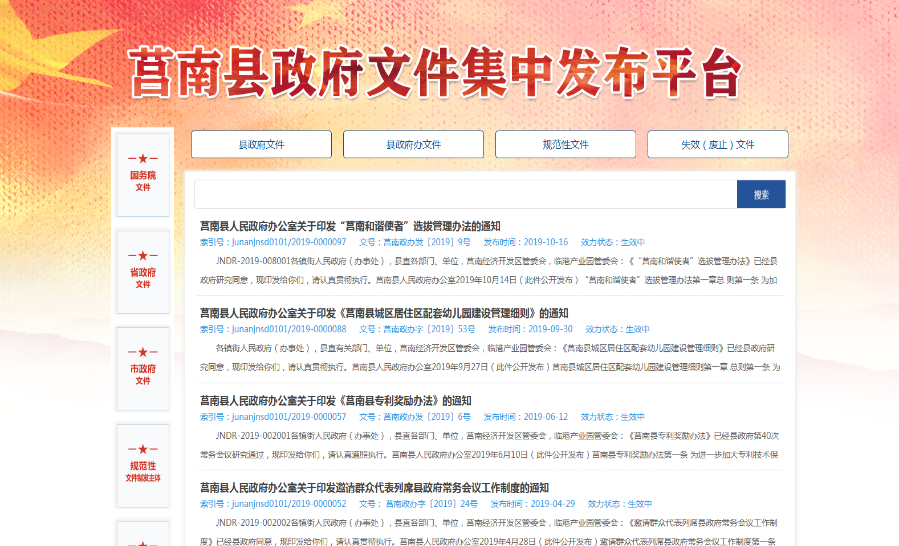 莒南县政府文件集中发布平台
国务院
文件
省政府
文件
市政府
文件
规范性
文件制发主体
县政府文件
县政府办文件
规范性文件
失效（废止）文件
搜索
莒南县人民政府办公室关于印发“莒南和谐使者”选拔管理办法的通知
索引号：junanjnsd0101/2019-0000097 文号：莒南政办发〔2019〕9号 发布时间：2019-10-16 效力状态：生效中
JNDR-2019-008001各镇街人民政府（办事处），县直各部门、单位，莒南经济开发区管委会，临港产业园管委会：《“莒南和谐使者”选拔管理办法》已经县
政府研究同意，现印发给你们，请认真贯彻执行。莒南县人民政府办公室2019年10月14日（此件公开发布）“莒南和谐使者”选拔管理办法第一章总 则第一条 为加
莒南县人民政府办公室关于印发《莒南县城区居住区配套幼儿园建设管理细则》的通知
索引号：junanjnsd0101/2019-0000088 文号：莒南政办字〔2019〕53号 发布时间：2019-09-30 效力状态：生效中
各镇街人民政府（办事处），县直有关部门、单位，莒南经济开发区管委会，临港产业园管委会：《莒南县城区居住区配套幼儿园建设管理细则》已经县政府研
究同意，现印发给你们，请认真贯彻执行。莒南县人民政府办公室2019年9月27日（此件公开发布）莒南县城区居住区配套幼儿园建设管理细则第一章 总则第一条 为
莒南县人民政府办公室关于印发《莒南县专利奖励办法》的通知
索引号：junanjnsd0101/2019-0000057 文号：莒南政办发〔2019〕6号 发布时间：2019-06-12 效力状态：生效中
JNDR-2019-002001各镇街人民政府（办事处），县直各部门、单位，莒南经济开发区管委会，临港产业园管委会：《莒南县专利奖励办法》已经县政府第40次
常务会议研究通过，现印发给你们，请认真遵照执行。莒南县人民政府办公室2019年6月10日（此件公开发布）莒南县专利奖励办法第一条 为进一步加大专利技术保
莒南县人民政府办公室关于印发邀请群众代表列席县政府常务会议工作制度的通知
索引号：junanjnsd0101/2019-0000052 文号： 莒南政办字〔2019〕24号 发布时间：2019-04-29 效力状态：生效中
JNDR-2019-002002各镇街人民政府（办事处），县直各部门、单位，莒南经济开发区管委会，临港产业园管委会：《邀请群众代表列席县政府常务会议工作制
度》已经县政府同意，现印发给你们，请认真贯彻执行。莒南县人民政府办公室2019年4月28日（此件公开发布）邀请群众代表列席县政府常务会议工作制度第一条